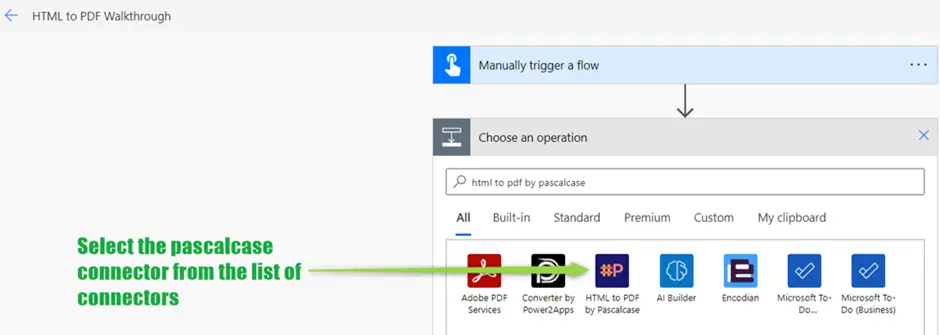 HTML to PDF Walkthrough
Manually trigger a flow
Choose an operation
html to pdf by pascalcase
All Built-in Standard Premium Custom My clipboard
Select the pascalcase
connector from the list of
connectors
#P
Adobe PDF
Services
Converter by
Power2Apps
HTML to PDF
by Pascalcase
AI Builder
Encodian
Microsoft To-
Do...
Microsoft To-
Do (Business)